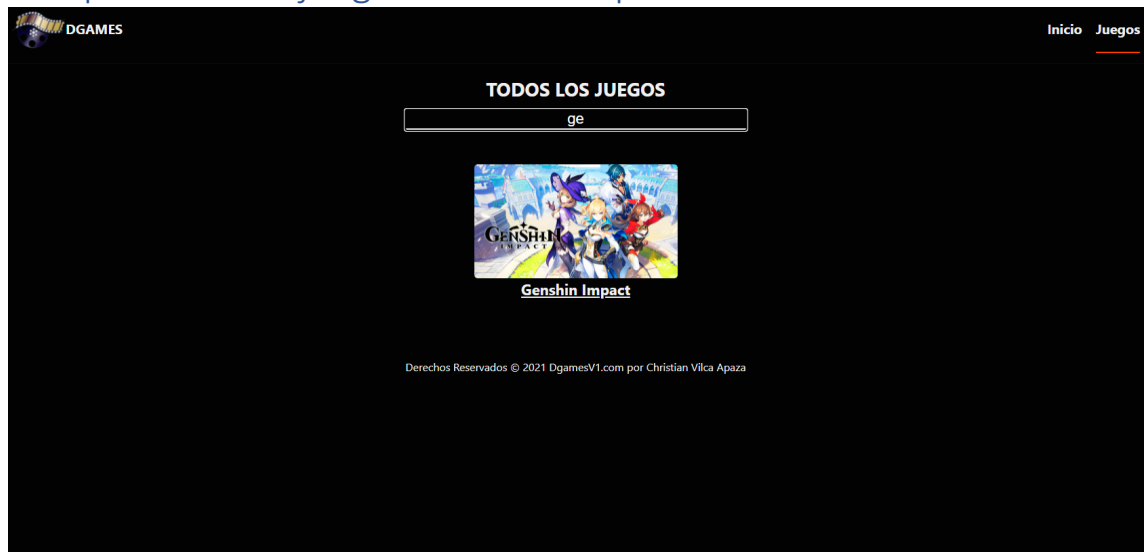 DGAMES
Inicio Juegos
TODOS LOS JUEGOS
ge
GENSHIN
IMPACT
Genshin Impact
Derechos Reservados © 2021 DgamesV1.com por Christian Vilca Apaza